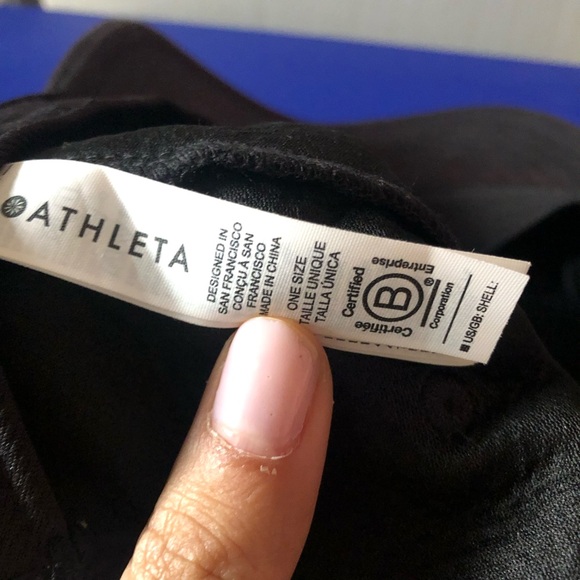 ATHLETA
DESIGNED IN
SAN FRANCISCO
CONÇU À SAN
FRANCISCO
MADE IN CHINA
ONE SIZE
TAILLE UNIQUE
TALLA ÚNICA
Certified
Entreprise
B®
Certifiée
Corporation
US/GB: SHELL: